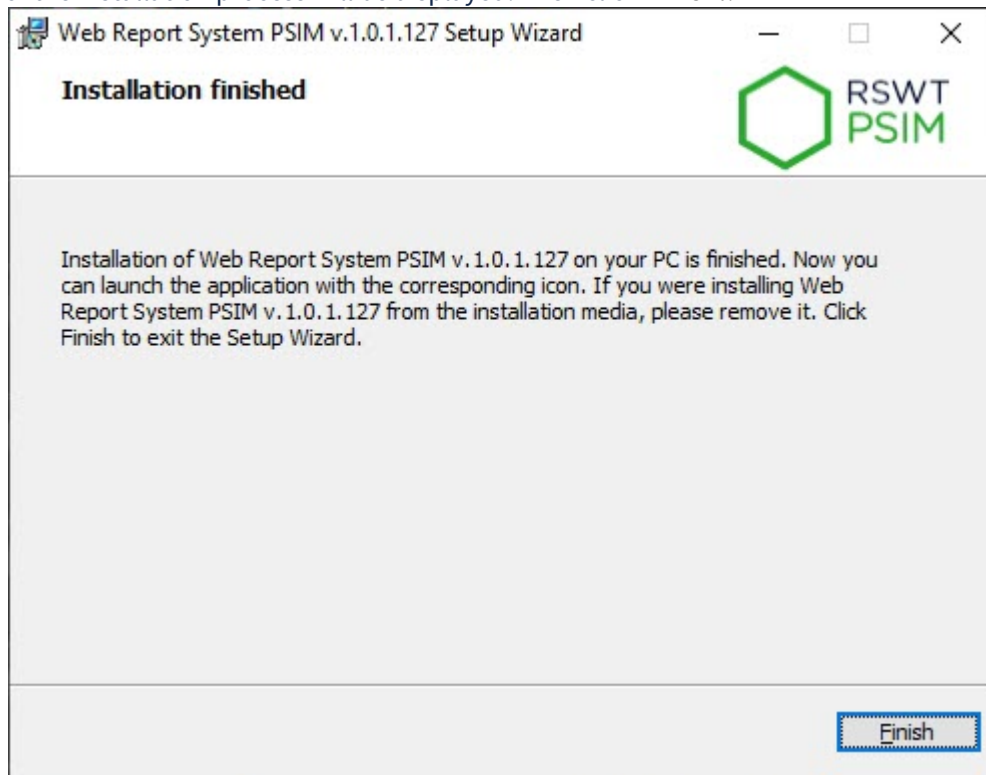 Web Report System PSIM v.1.0.1.127 Setup Wizard
Installation finished
RSWT
PSIM
Installation of Web Report System PSIM v.1.0.1.127 on your PC is finished. Now you
can launch the application with the corresponding icon. If you were installing Web
Report System PSIM v.1.0.1.127 from the installation media, please remove it. Click
Finish to exit the Setup Wizard.
Finish